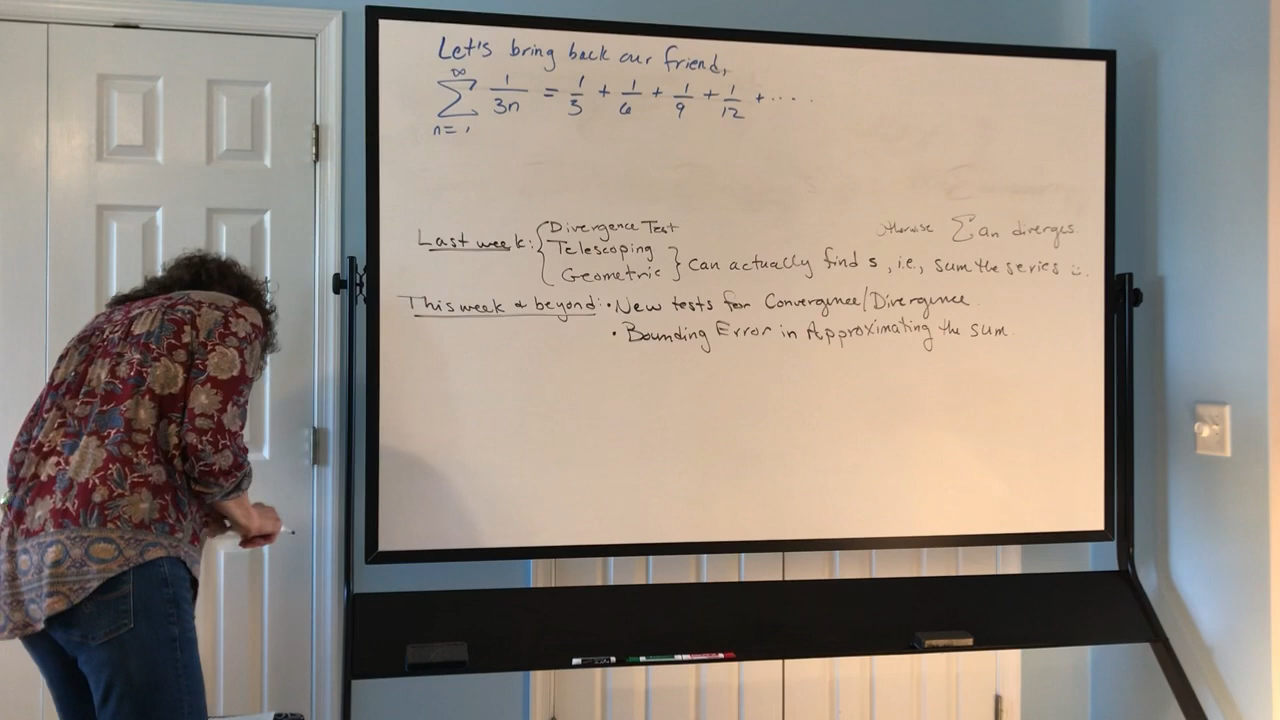 Let's bring back our friend,
∞
∑ 1/3n = 1/3 + 1/6 + 1/9 + 1/12 + ....
n=1
Otherwise ∑an diverges.
Last week: { Divergence Test
Telescoping
Geometric } Can actually find s, i.e., sum the series :).
This week & beyond: • New tests for Convergence/Divergence.
• Bounding Error in Approximating the sum.